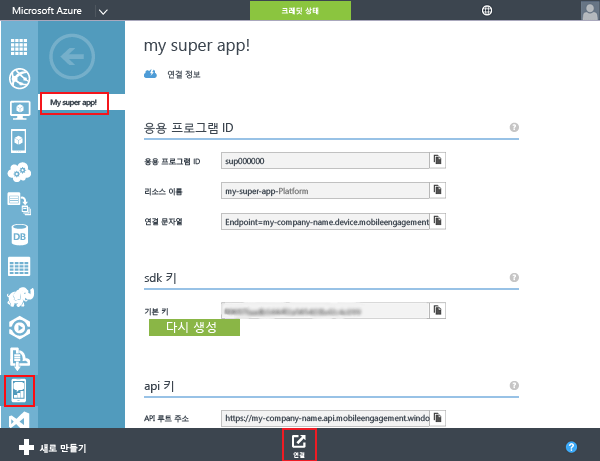 Microsoft Azure
크레딧 상태
My super app!
my super app!
연결 정보
응용 프로그램 ID
?
응용 프로그램 ID
sup000000
리소스 이름
my-super-app-Platform
연결 문자열
Endpoint=my-company-name.device.mobileengagement
sdk 키
?
기본 키
다시 생성
api 키
?
API 루트 주소
https://my-company-name.api.mobileengagement.windo
DB
새로 만들기
연결
?